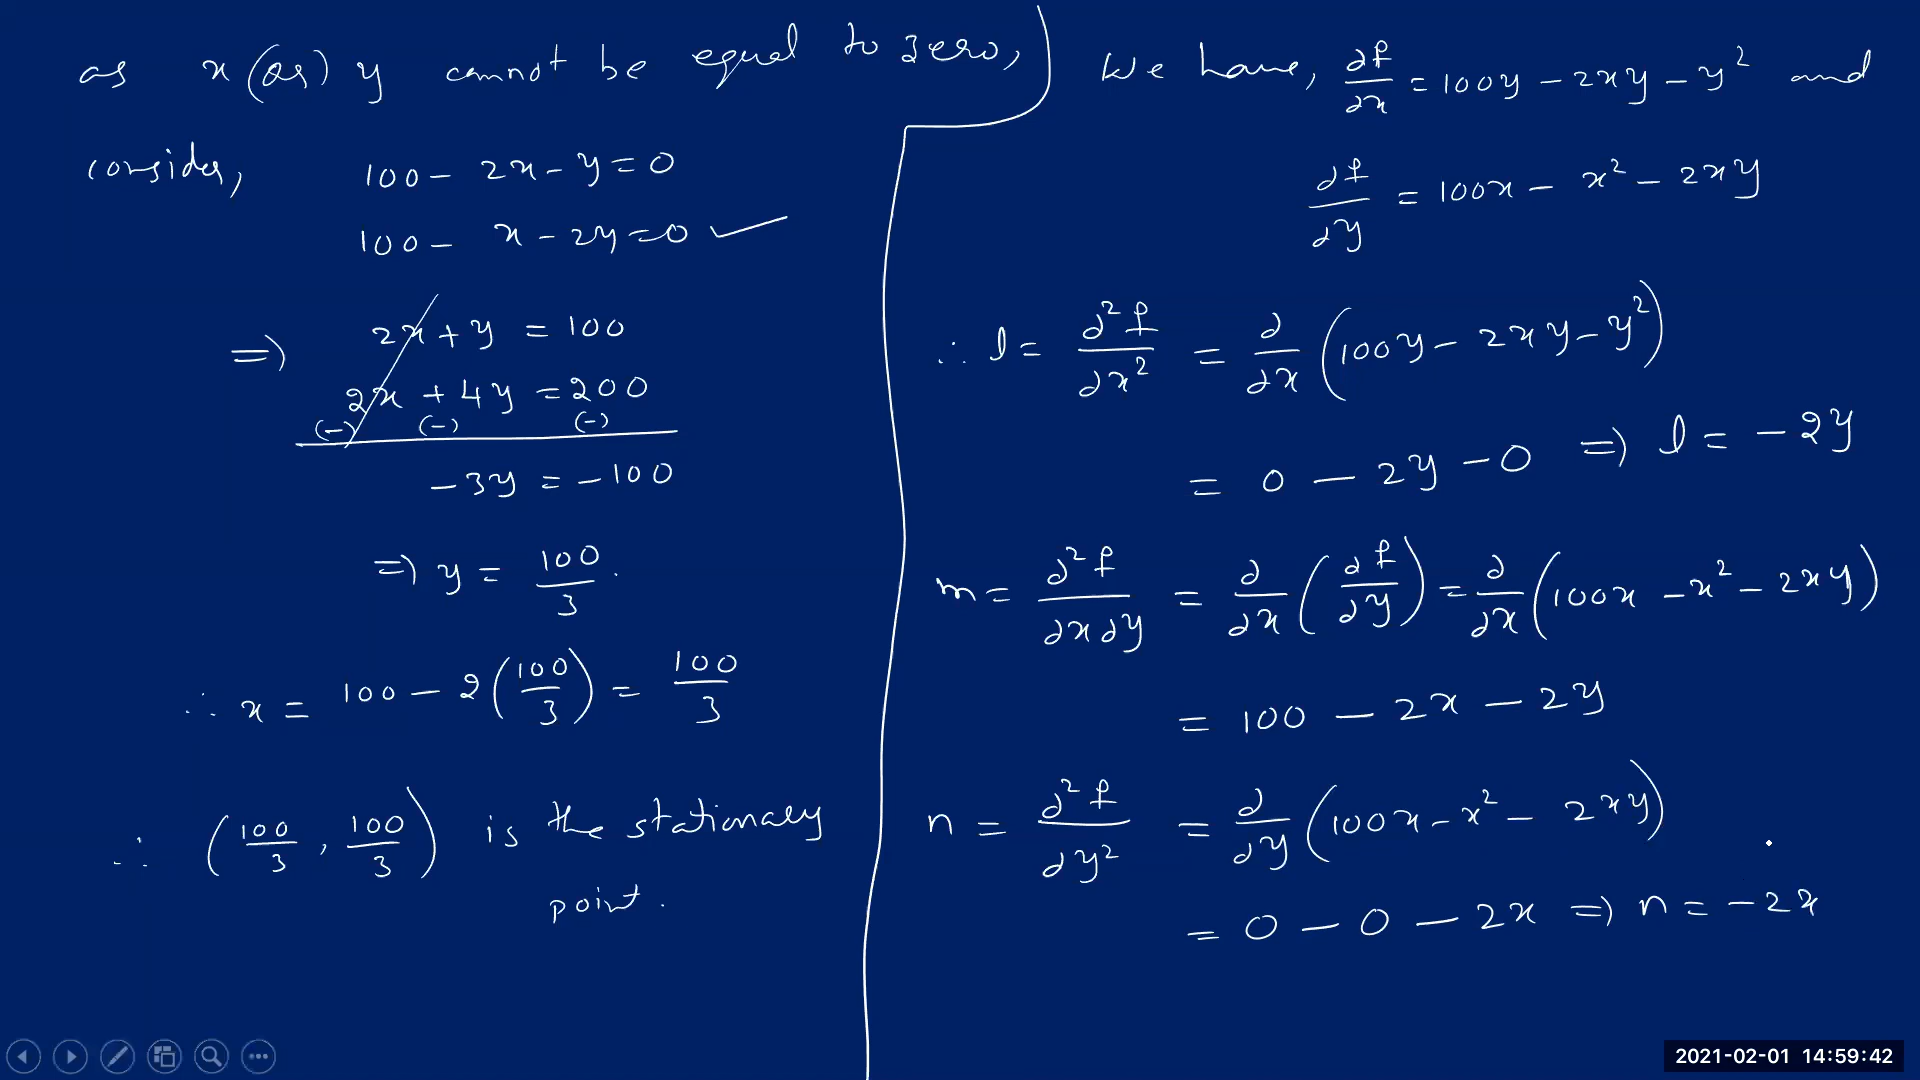 as x (or) y cannot be equal to zero,
consider, 100 - 2x - y = 0
100 - x - 2y = 0 ✓
⇒ 2x + y = 100
2x + 4y = 200
(-) (-) (-)
-3y = -100
⇒ y = 100/3.
∴ x = 100 - 2(100/3) = 100/3
∴ (100/3, 100/3) is the stationary
point.
We have, ∂f/∂x = 100y - 2xy - y² and
∂f/∂y = 100x - x² - 2xy
∴ l = ∂²f/∂x² = ∂/∂x (100y - 2xy - y²)
= 0 - 2y - 0 ⇒ l = -2y
m = ∂²f/∂x∂y = ∂/∂x (∂f/∂y) = ∂/∂x (100x - x² - 2xy)
= 100 - 2x - 2y
n = ∂²f/∂y² = ∂/∂y (100x - x² - 2xy)
= 0 - 0 - 2x ⇒ n = -2x
2021-02-01 14:59:42